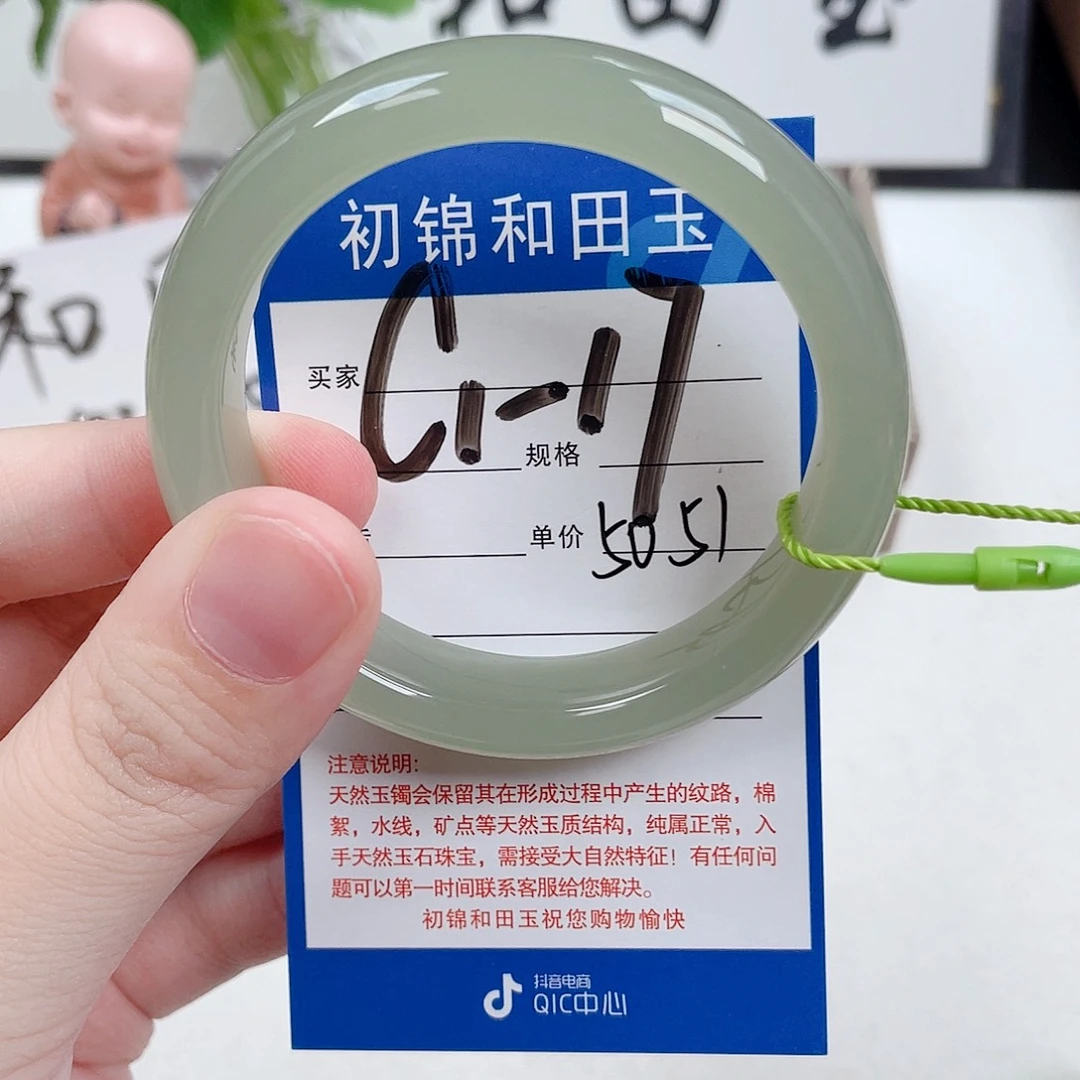 和田玉
和
初锦和田玉
买家
C1-17
规格
单价 5051
注意说明:
天然玉镯会保留其在形成过程中产生的纹路，棉
絮，水线，矿点等天然玉质结构，纯属正常，入
手天然玉石珠宝，需接受大自然特征！有任何问
题可以第一时间联系客服给您解决。
初锦和田玉祝您购物愉快
抖音电商
QIC中心